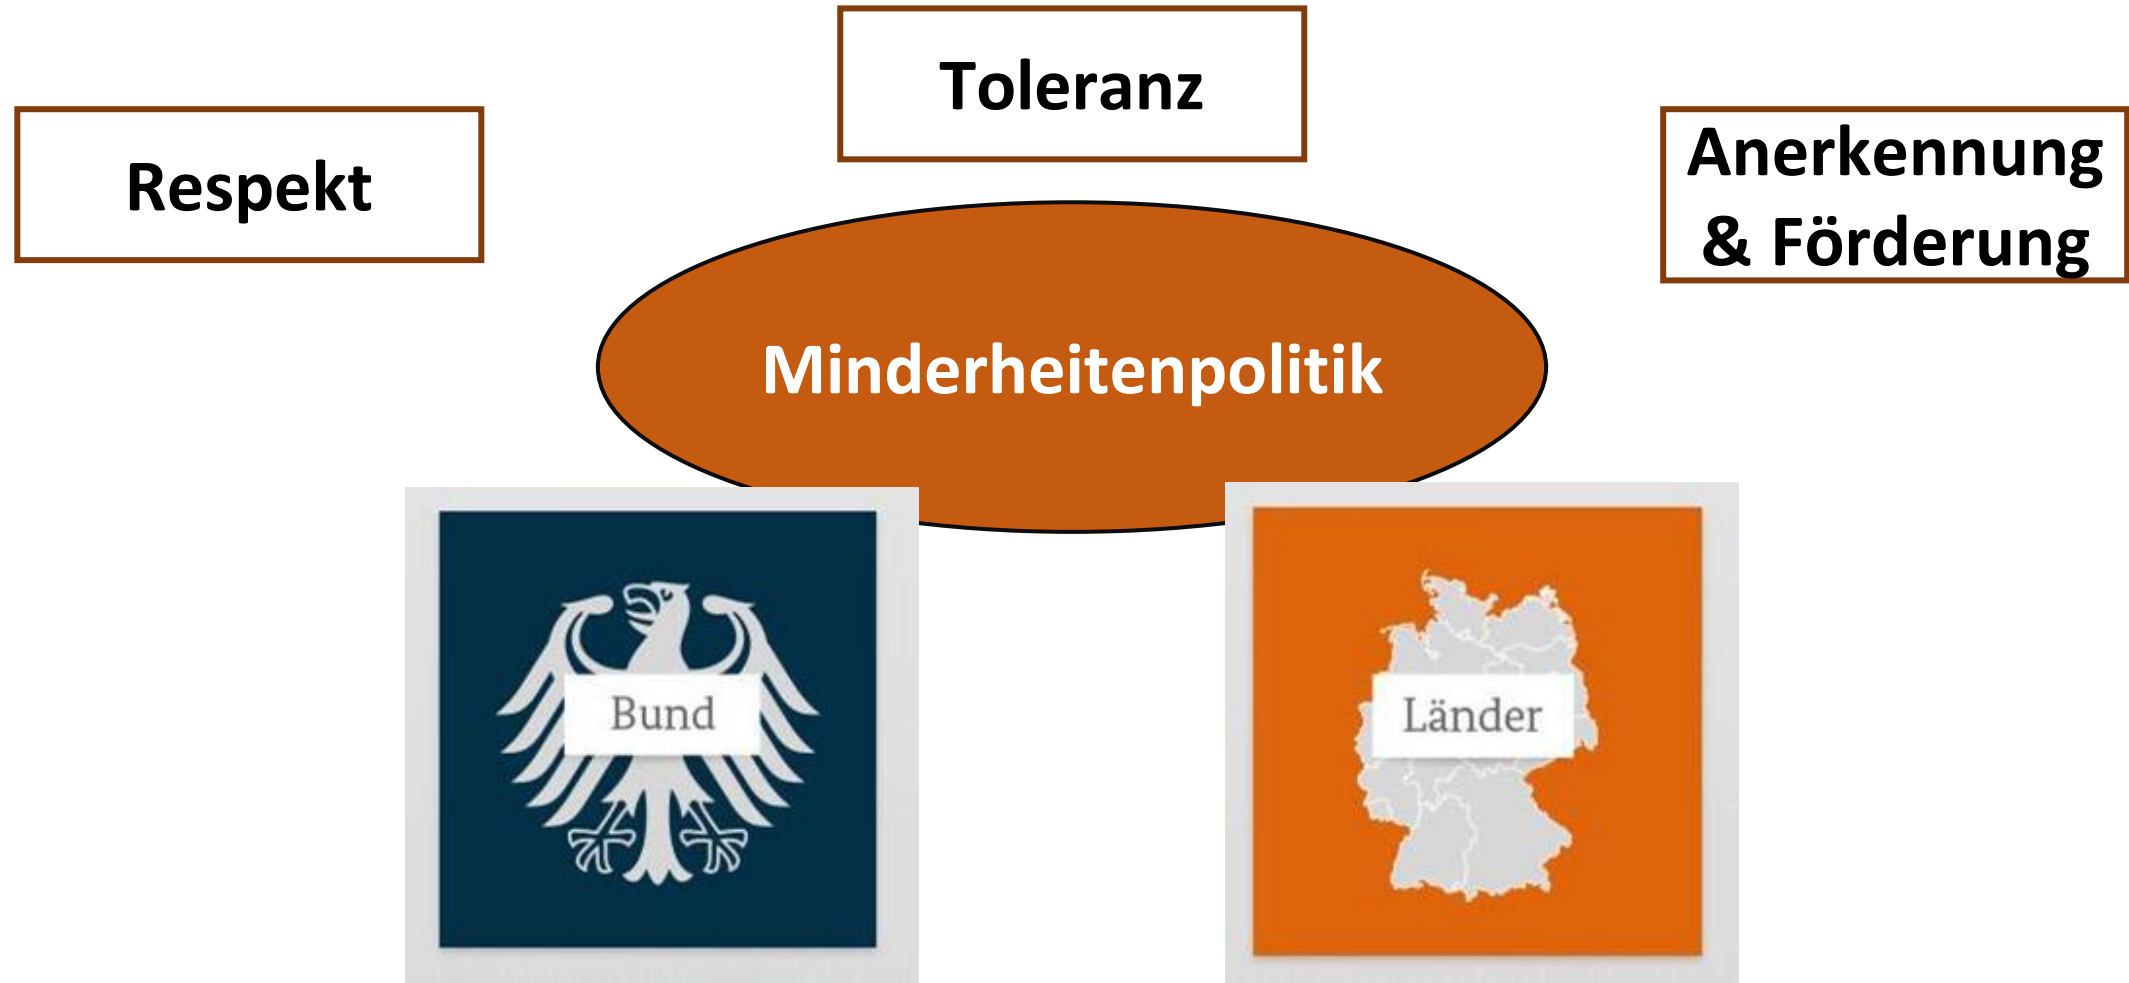 Toleranz
Respekt
Anerkennung
& Förderung
Minderheitenpolitik
Bund
Länder